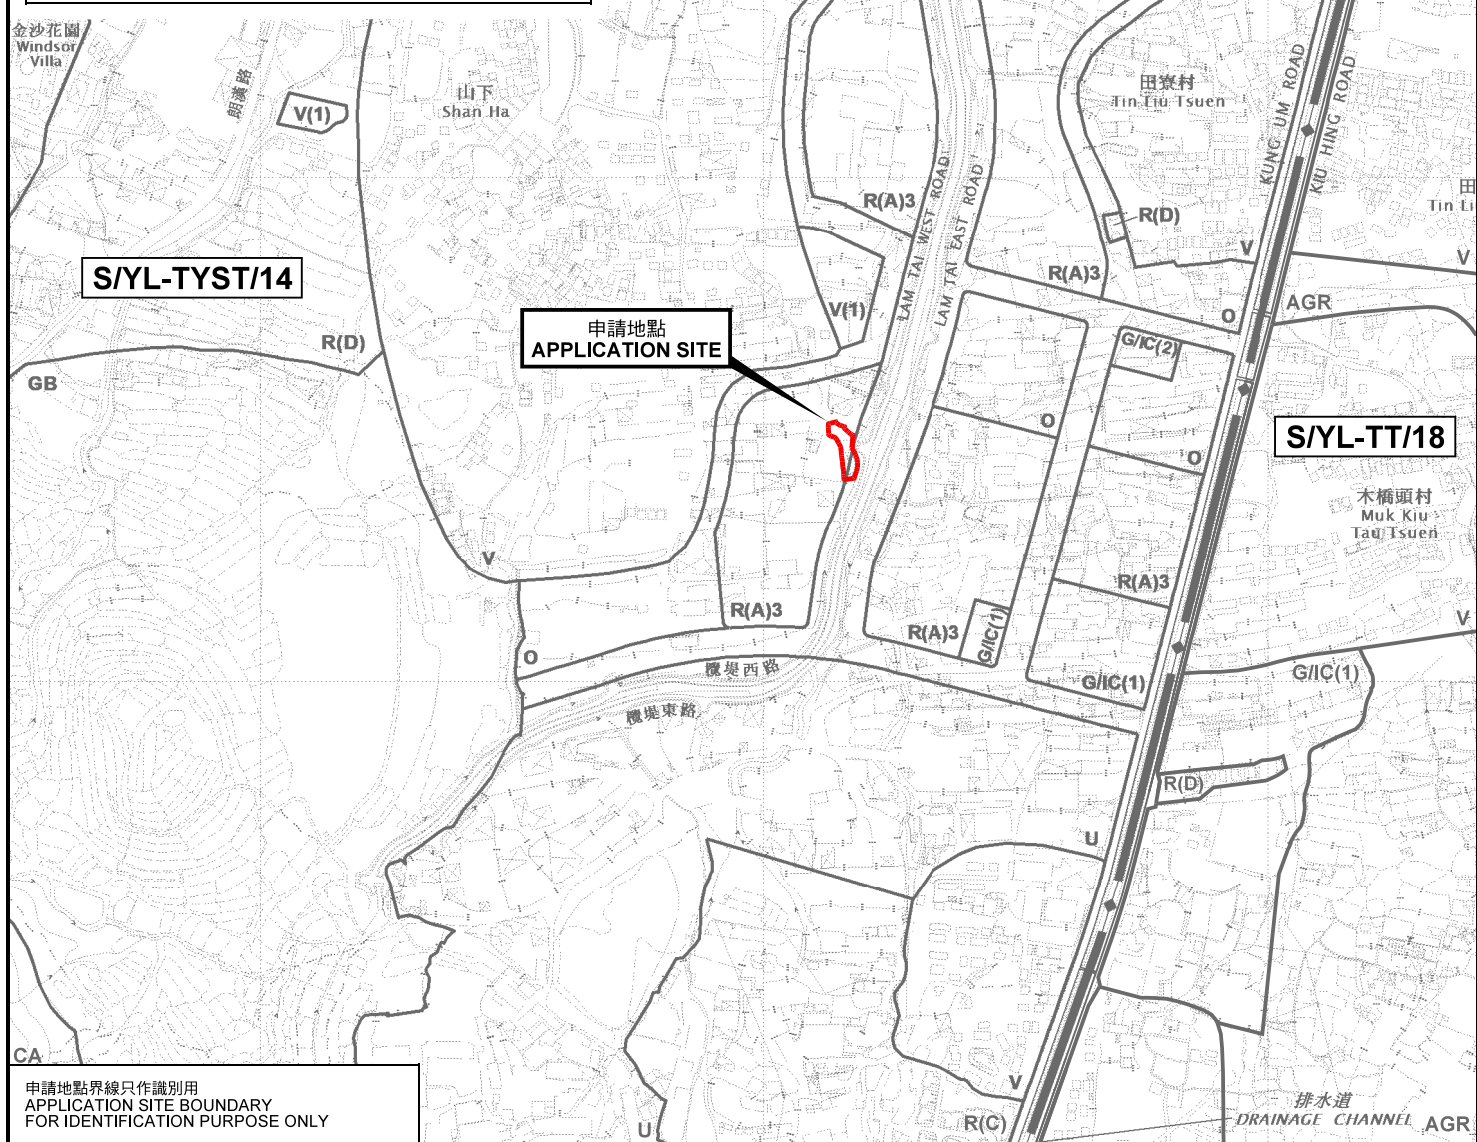 金沙花園
Windsor
Villa
朗漢路
V(1)
山下
Shan Ha
田寮村
Tin Liu Tsuen
KUNG UM ROAD
KIU HING ROAD
田
Tin Li
R(A)3
R(D)
V
V
LAM TAI WEST ROAD
LAM TAI EAST ROAD
S/YL-TYST/14
R(A)3
AGR
V(1)
O
申請地點
APPLICATION SITE
R(D)
G/IC(2)
GB
O
S/YL-TT/18
O
木橋頭村
Muk Kiu
Tau Tsuen
V
R(A)3
R(A)3
R(A)3
G/IC(1)
V
O
欖堤西路
G/IC(1)
G/IC(1)
欖堤東路
R(D)
U
CA
申請地點界線只作識別用
APPLICATION SITE BOUNDARY
FOR IDENTIFICATION PURPOSE ONLY
V
R(C)
U
排水道
DRAINAGE CHANNEL
AGR